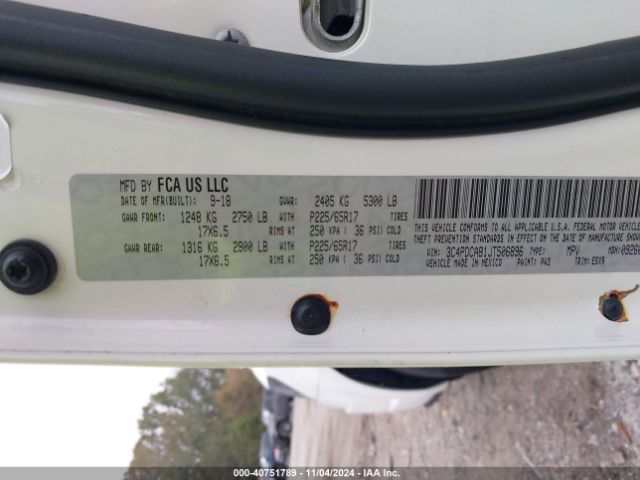 MFD BY FCA US LLC
DATE OF MFR(BUILT): 9-18 GVWR: 2405 KG 5300 LB
GAWR FRONT: 1248 KG 2750 LB WITH P225/65R17 TIRES
17X6.5 RIMS AT 250 KPA ( 36 PSI) COLD
GAWR REAR: 1316 KG 2900 LB WITH P225/65R17 TIRES
17X6.5 RIMS AT 250 KPA ( 36 PSI) COLD
THIS VEHICLE CONFORMS TO ALL APPLICABLE U.S.A. FEDERAL MOTOR
SAFETY AND THEFT PREVENTION STANDARDS IN EFFECT ON THE DATE OF MANUFACTURE SHOWN
VIN: 3C4PDCAB1JT506896 TYPE: MPV MDH:
VEHICLE MADE IN MEXICO PAINT: PW3 TRIM:
000-40751789 - 11/04/2024 - IAA Inc.